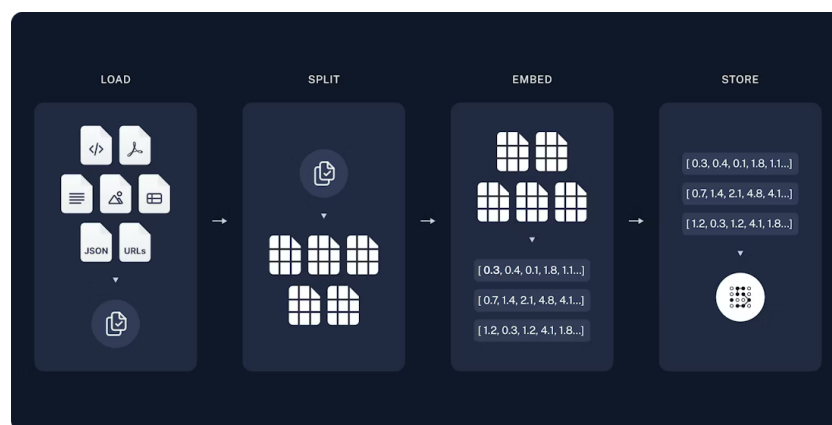 LOAD
SPLIT
EMBED
STORE
</>
JSON
URLs
[ 0.3, 0.4, 0.1, 1.8, 1.1...]
[ 0.7, 1.4, 2.1, 4.8, 4.1...]
[ 1.2, 0.3, 1.2, 4.1, 1.8...]
[ 0.3, 0.4, 0.1, 1.8, 1.1...]
[ 0.7, 1.4, 2.1, 4.8, 4.1...]
[ 1.2, 0.3, 1.2, 4.1, 1.8...]